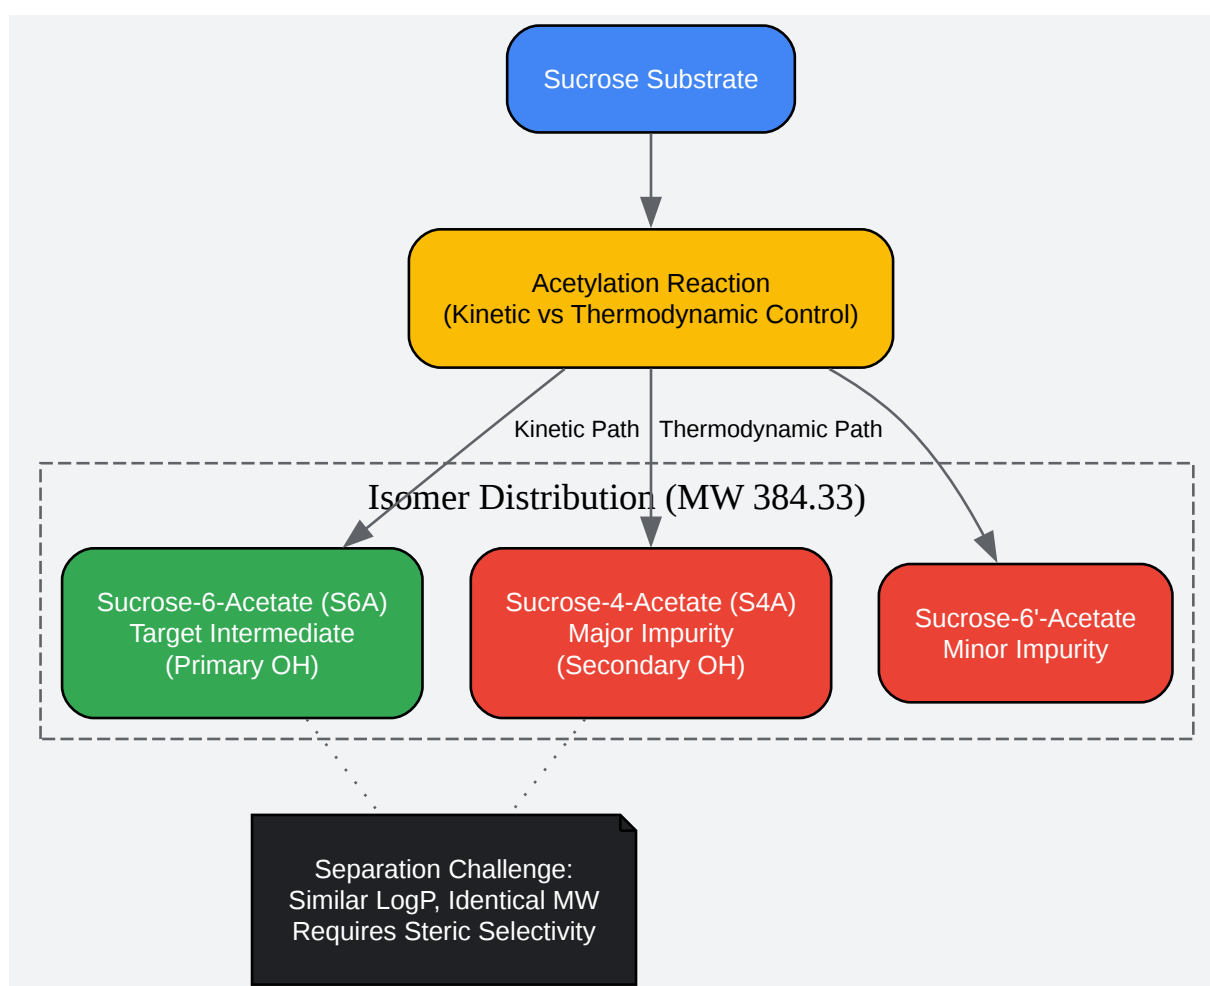 Sucrose Substrate
Acetylation Reaction
(Kinetic vs Thermodynamic Control)
Kinetic Path
Thermodynamic Path
Isomer Distribution (MW 384.33)
Sucrose-6-Acetate (S6A)
Target Intermediate
(Primary OH)
Sucrose-4-Acetate (S4A)
Major Impurity
(Secondary OH)
Sucrose-6'-Acetate
Minor Impurity
Separation Challenge:
Similar LogP, Identical MW
Requires Steric Selectivity